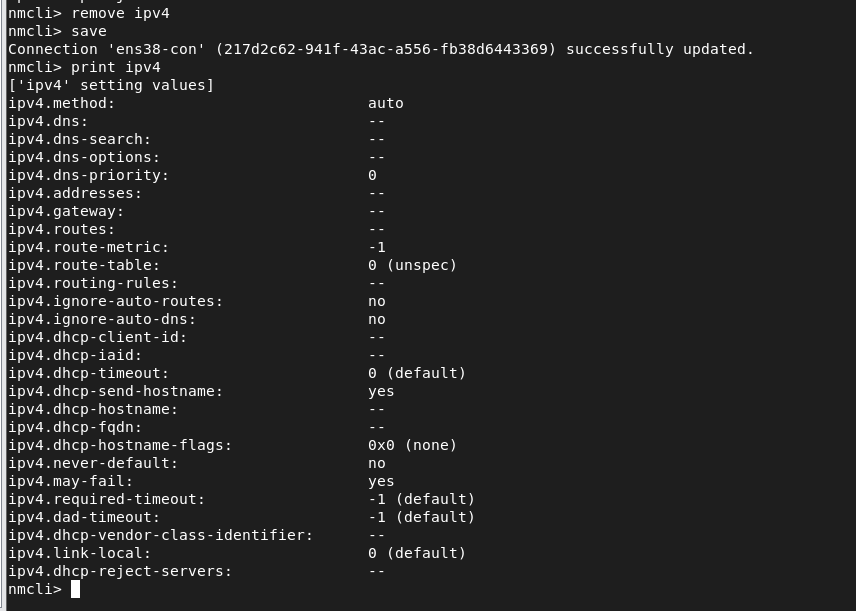 nmcli> remove ipv4
nmcli> save
Connection 'ens38-con' (217d2c62-941f-43ac-a556-fb38d6443369) successfully updated.
nmcli> print ipv4
['ipv4' setting values]
ipv4.method: auto
ipv4.dns: --
ipv4.dns-search: --
ipv4.dns-options: --
ipv4.dns-priority: 0
ipv4.addresses: --
ipv4.gateway: --
ipv4.routes: --
ipv4.route-metric: -1
ipv4.route-table: 0 (unspec)
ipv4.routing-rules: --
ipv4.ignore-auto-routes: no
ipv4.ignore-auto-dns: no
ipv4.dhcp-client-id: --
ipv4.dhcp-iaid: --
ipv4.dhcp-timeout: 0 (default)
ipv4.dhcp-send-hostname: yes
ipv4.dhcp-hostname: --
ipv4.dhcp-fqdn: --
ipv4.dhcp-hostname-flags: 0x0 (none)
ipv4.never-default: no
ipv4.may-fail: yes
ipv4.required-timeout: -1 (default)
ipv4.dad-timeout: -1 (default)
ipv4.dhcp-vendor-class-identifier: --
ipv4.link-local: 0 (default)
ipv4.dhcp-reject-servers: --
nmcli>